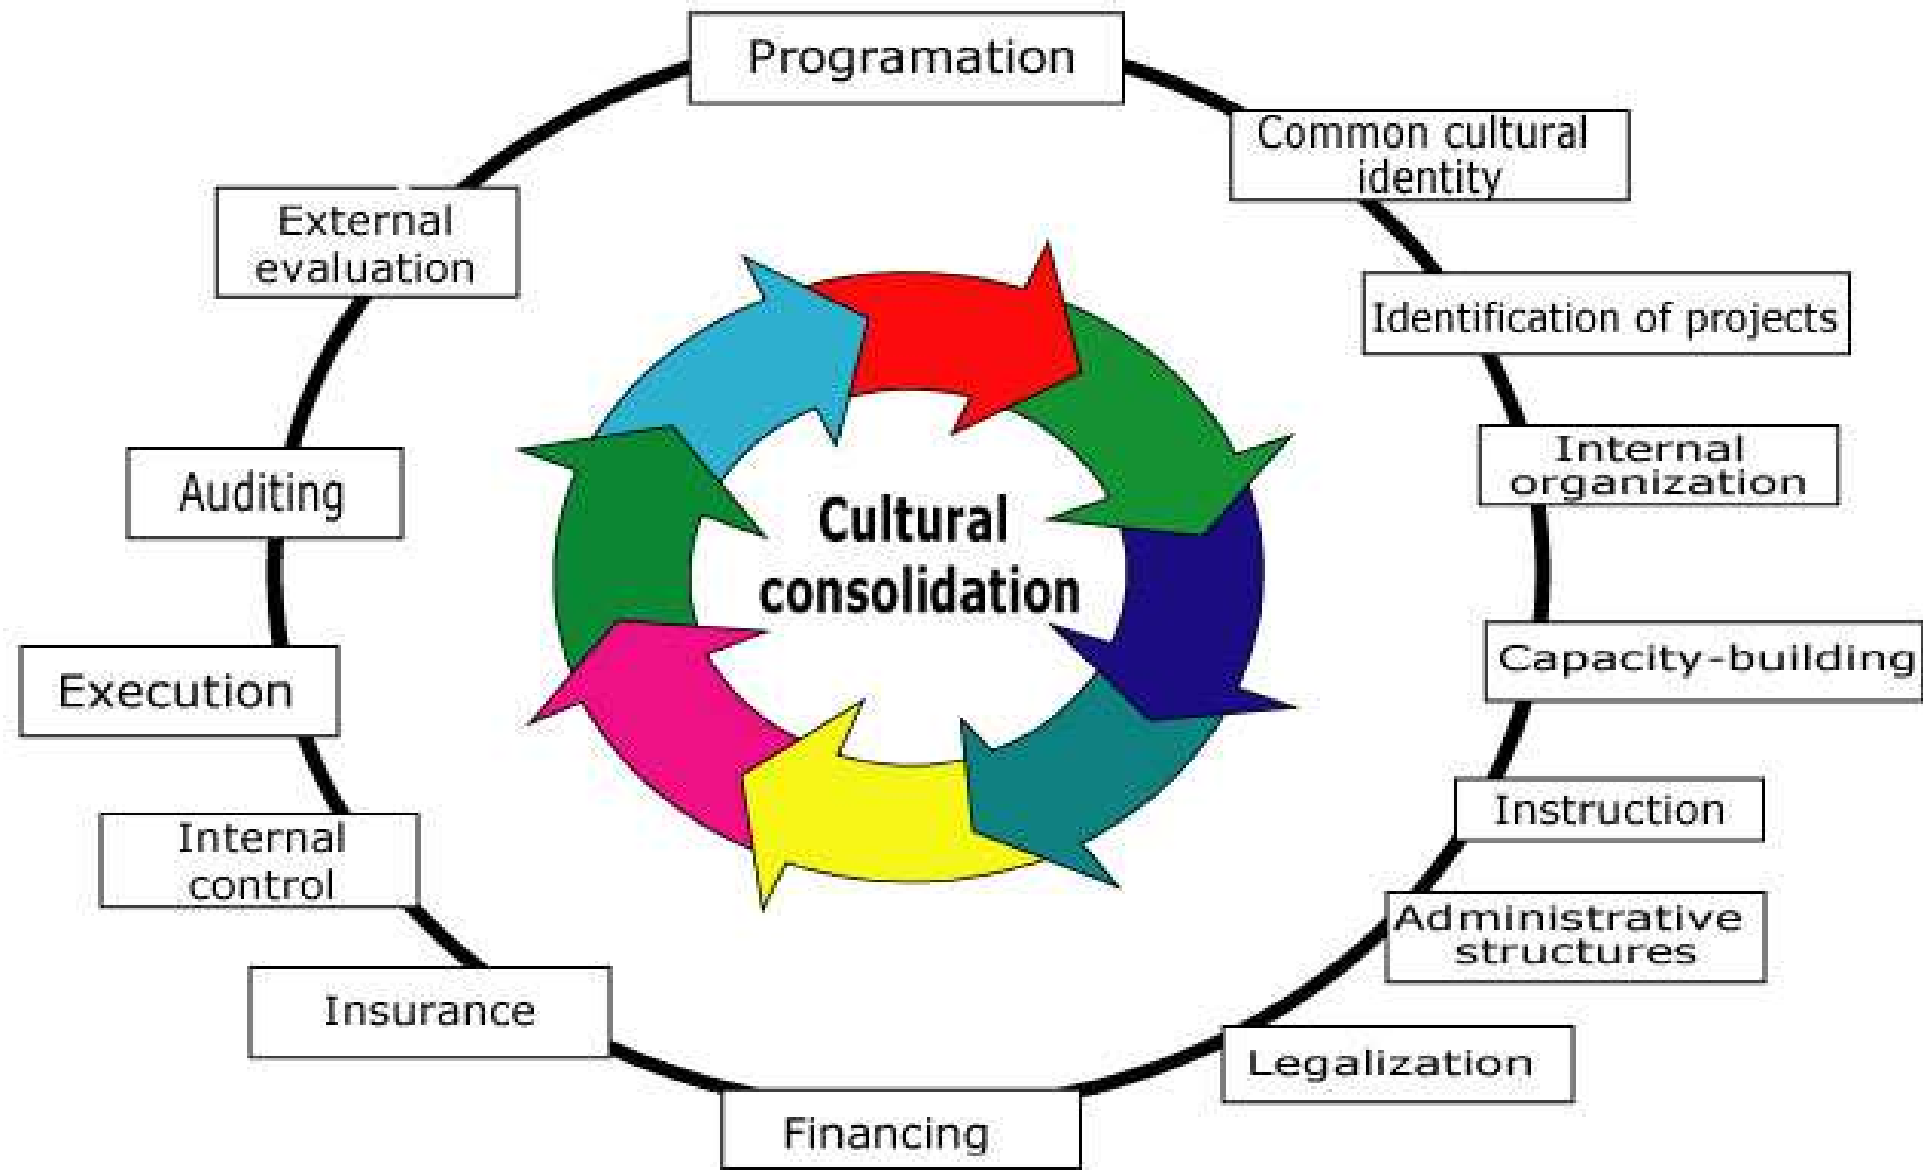 Programation
Common cultural
identity
Identification of projects
Internal
organization
Capacity-building
Instruction
Administrative
structures
Legalization
Financing
Insurance
Internal
control
Execution
Auditing
External
evaluation
Cultural
consolidation